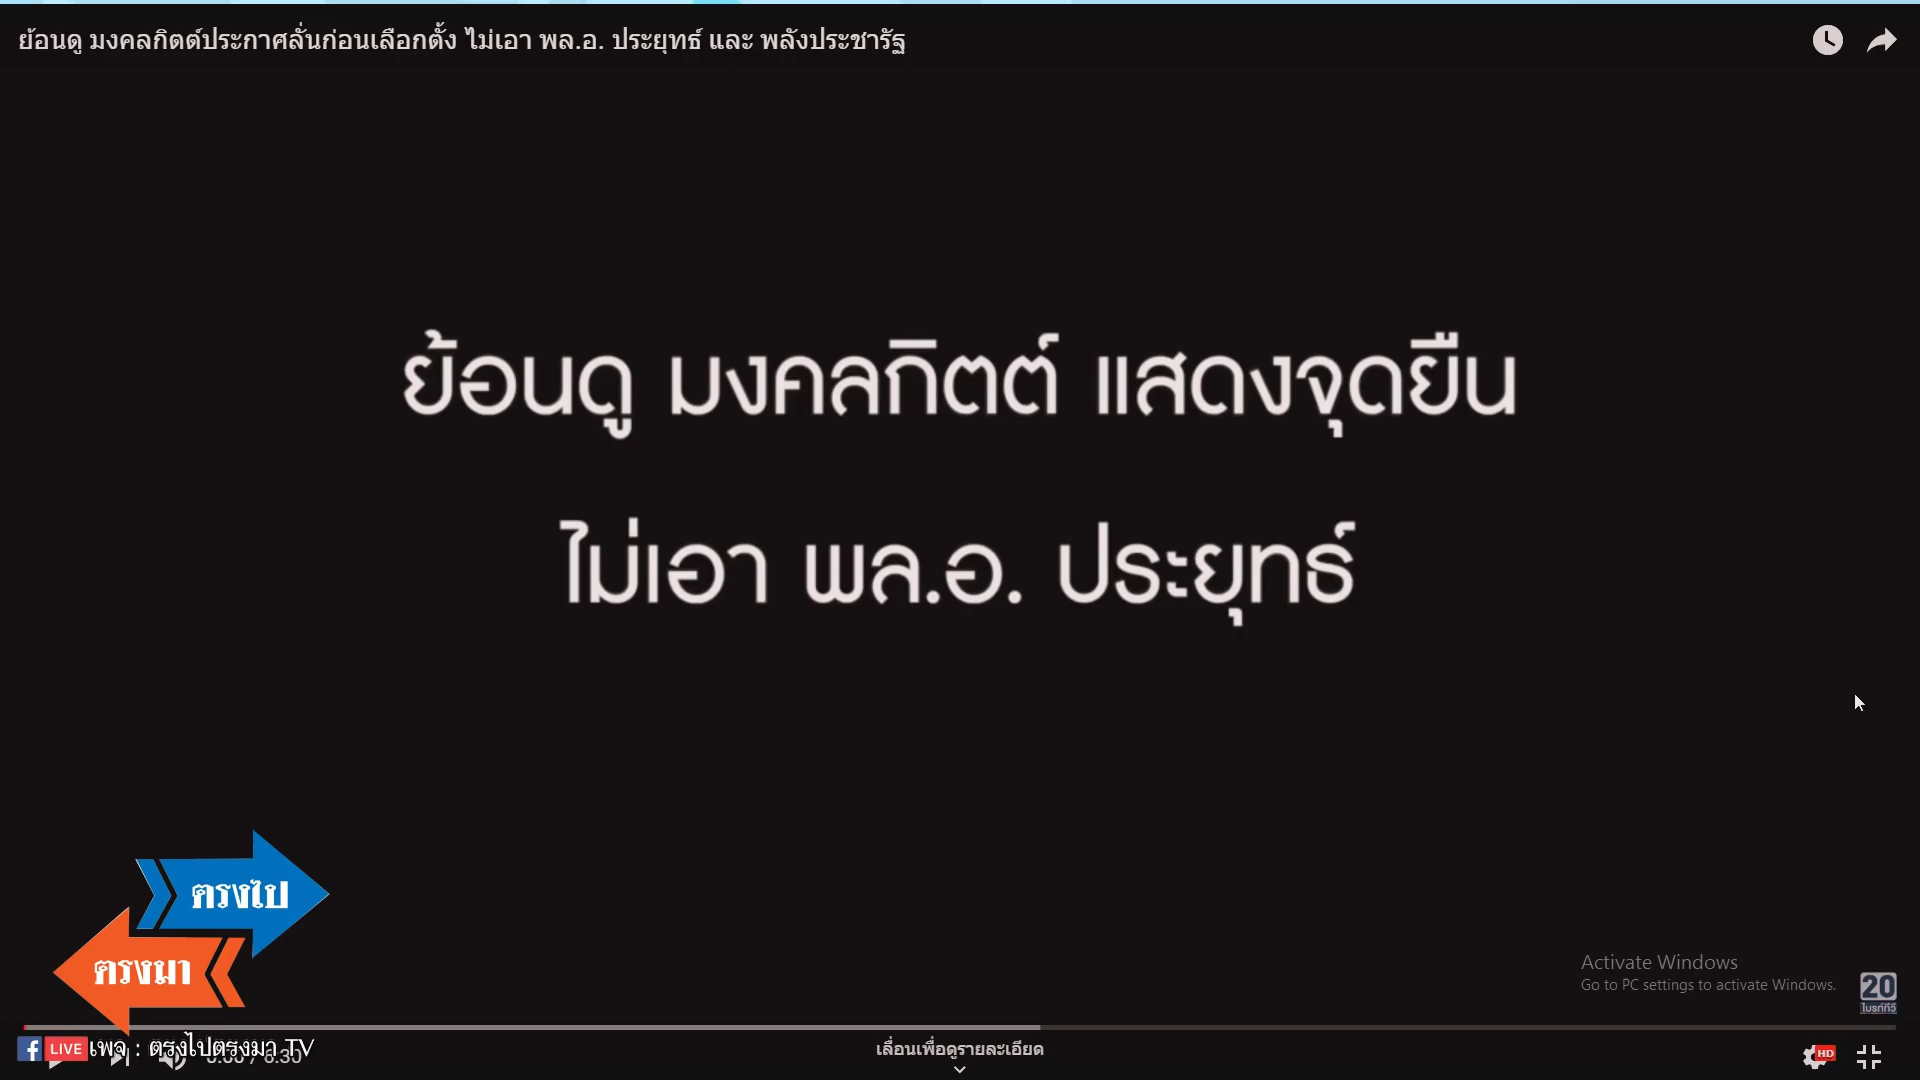 ย้อนดู มงคลกิตต์ประกาศลั่นก่อนเลือกตั้ง ไม่เอา พล.อ. ประยุทธ์ และ พลังประชารัฐ
ย้อนดู มงคลกิตต์ แสดงจุดยืน
ไม่เอา พล.อ. ประยุทธ์
ตรงไป
ตรงมา
Activate Windows
Go to PC settings to activate Windows.
20
ไบรท์ทีวี
f LIVE เพจ : ตรงไปตรงมา TV
เลื่อนเพื่อดูรายละเอียด
HD